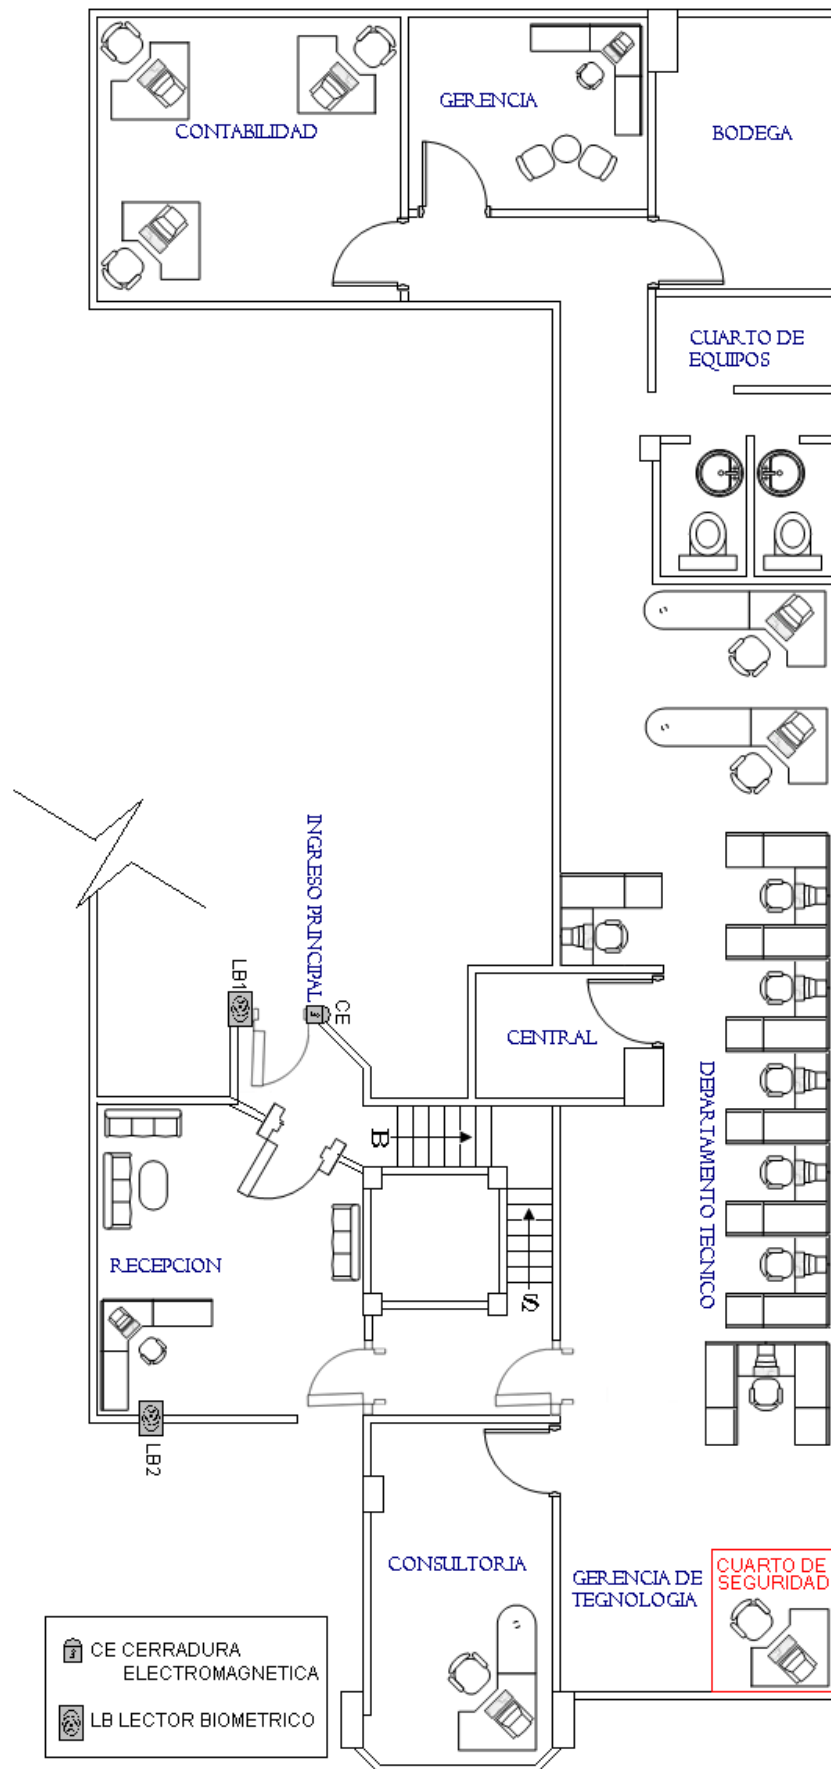 GERENCIA
CONTABILIDAD
BODEGA
CUARTO DE
EQUIPOS
INGRESO PRINCIPAL
LB1
CE
CENTRAL
DEPARTAMENTO TECNICO
B
S
RECEPCION
LB2
CONSULTORIA
GERENCIA DE
TEGNOLOGIA
CUARTO DE
SEGURIDAD
CE CERRADURA
ELECTROMAGNETICA
LB LECTOR BIOMETRICO